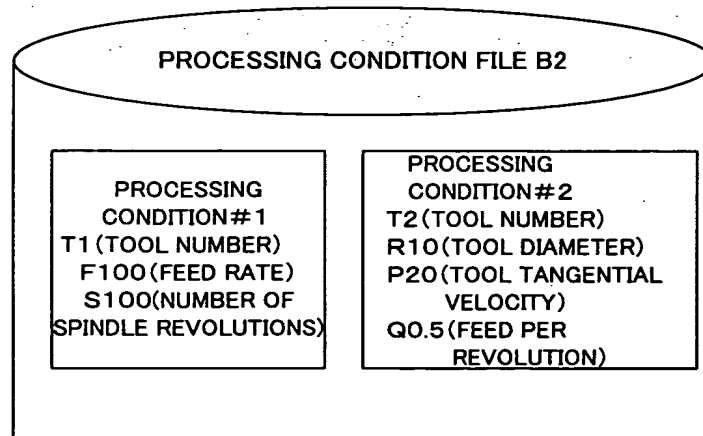 PROCESSING CONDITION FILE B2
PROCESSING
CONDITION#1
T1(TOOL NUMBER)
F100(FEED RATE)
S100(NUMBER OF
SPINDLE REVOLUTIONS)
PROCESSING
CONDITION#2
T2(TOOL NUMBER)
R10(TOOL DIAMETER)
P20(TOOL TANGENTIAL
VELOCITY)
Q0.5(FEED PER
REVOLUTION)